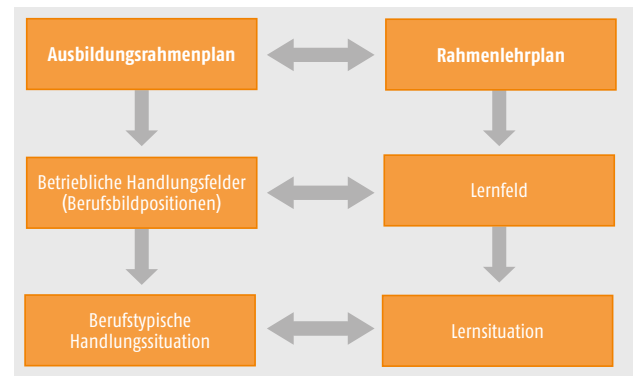 Ausbildungsrahmenplan
Rahmenlehrplan
Betriebliche Handlungsfelder
(Berufsbildpositionen)
Lernfeld
Berufstypische
Handlungssituation
Lernsituation